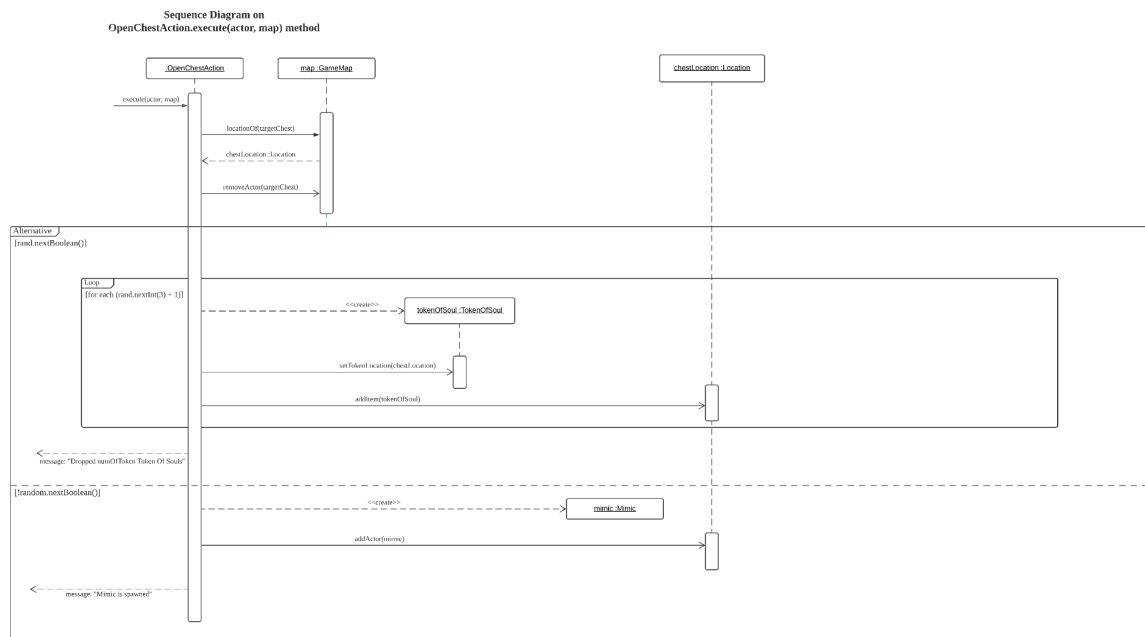 Sequence Diagram on
OpenChestAction.execute(actor, map) method
:OpenChestAction
map :GameMap
chestLocation :Location
execute(actor, map)
locationOf(targetChest)
chestLocation :Location
removeActor(targetChest)
Alternative
[rand.nextBoolean()]
Loop
[for each (rand.nextInt(3) + 1)]
<<create>>
tokenOfSoul :TokenOfSoul
setTokenLocation(chestLocation)
addItem(tokenOfSoul)
message: "Dropped numOfToken Token Of Souls"
[!random.nextBoolean()]
<<create>>
mimic :Mimic
addActor(mimic)
message: "Mimic is spawned"